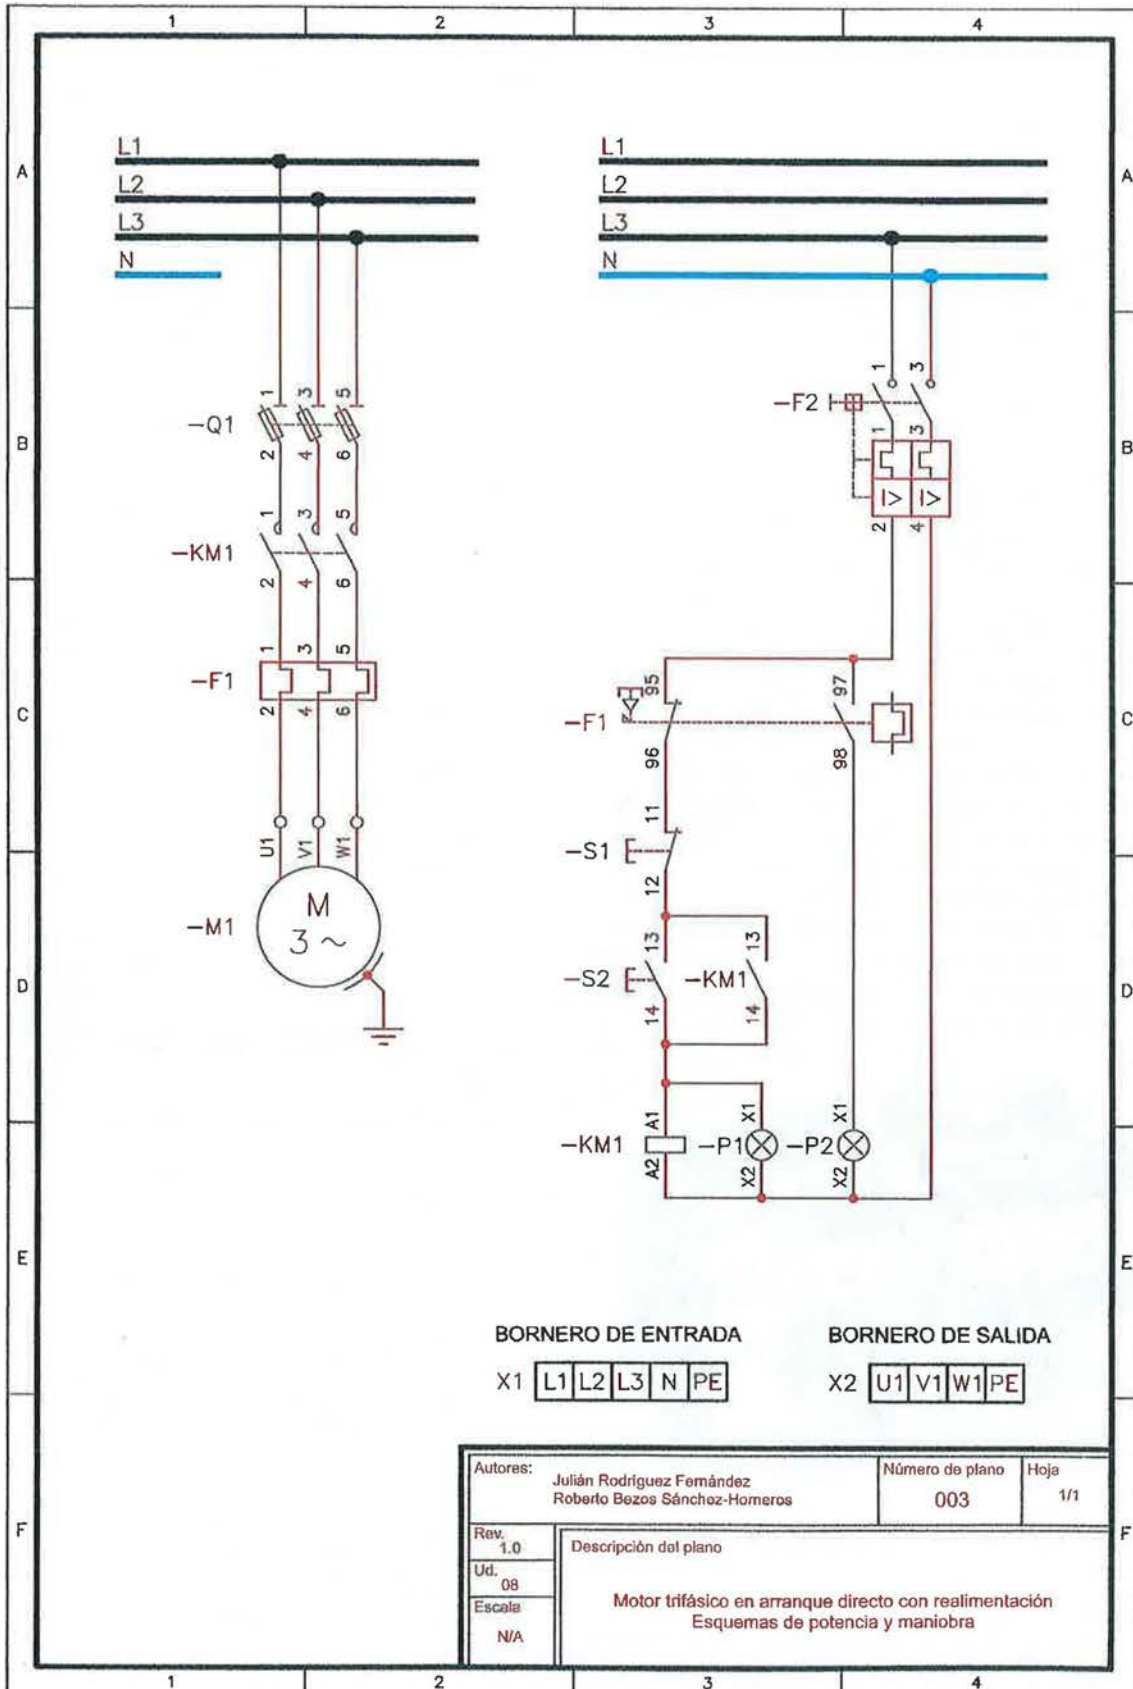 1 2 3 4
A A
L1 L1
L2 L2
L3 L3
N N
1 3
-F2
1 3 5
-Q1
2 4 6
1 3
B B
I> I>
2 4
1 3 5
-KM1
2 4 6
1 3 5
-F1
2 4 6
95 97
C C
-F1
96 98
11
-S1
12
U1 V1 W1
M
3 ~
-M1
13 13
D D
-S2 -KM1
14 14
A1 X1 X1
-KM1 -P1 -P2
A2 X2 X2
E E
BORNERO DE ENTRADA BORNERO DE SALIDA
X1 L1 L2 L3 N PE X2 U1 V1 W1 PE
Autores:
Julián Rodríguez Fernández
Roberto Bezos Sánchez-Horneros
Número de plano
003
Hoja
1/1
F F
Rev.
1.0
Ud.
08
Escala
N/A
Descripción del plano
Motor trifásico en arranque directo con realimentación
Esquemas de potencia y maniobra
1 2 3 4